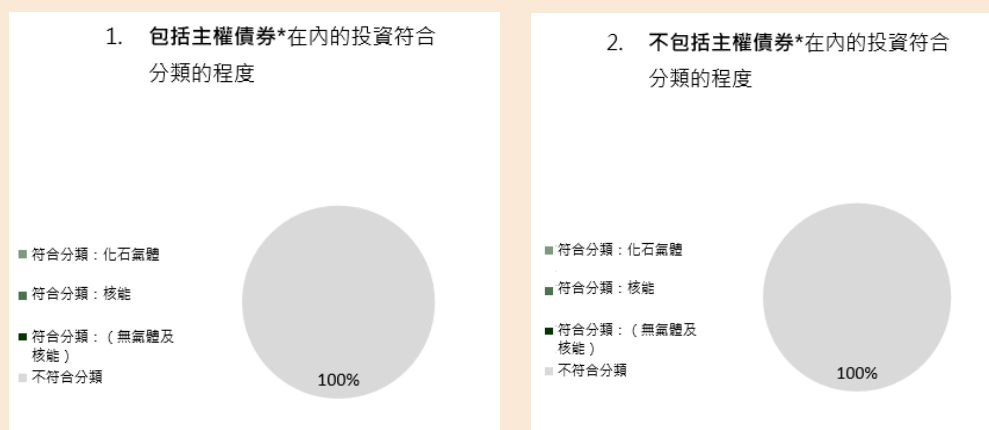 1. 包括主權債券*在內的投資符合
分類的程度
符合分類：化石氣體
符合分類：核能
符合分類：（無氣體及
核能）
不符合分類
100%
2. 不包括主權債券*在內的投資符合
分類的程度
符合分類：化石氣體
符合分類：核能
符合分類：（無氣體及
核能）
不符合分類
100%